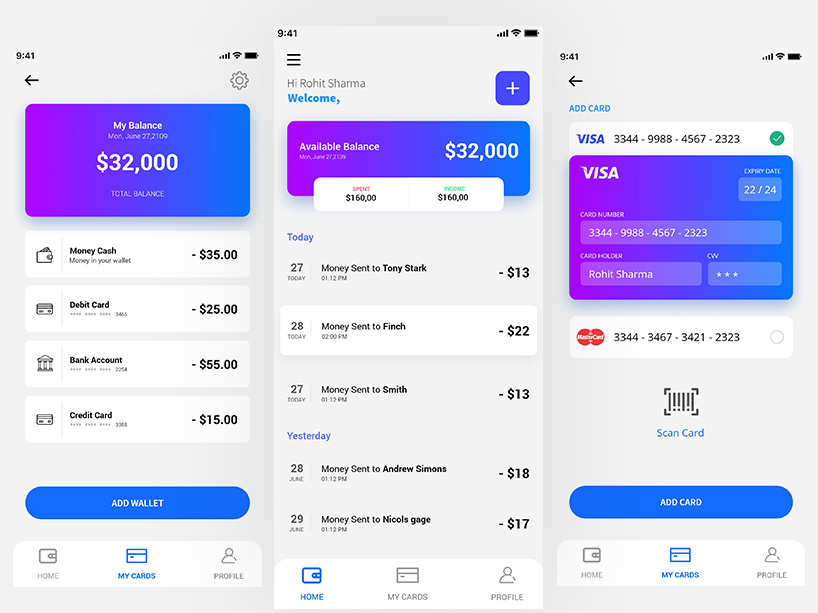 9:41
My Balance
Mon, June 27,2109
$32,000
TOTAL BALANCE
Money Cash
Money in your wallet
- $35.00
Debit Card
**** **** **** 3465
- $25.00
Bank Account
**** **** **** 2254
- $55.00
Credit Card
**** **** **** 3388
- $15.00
ADD WALLET
HOME
MY CARDS
PROFILE
9:41
Hi Rohit Sharma
Welcome,
+
Available Balance
Mon, June 27,2109
$32,000
SPENT
$160,00
INCOME
$160,00
Today
27
TODAY
Money Sent to Tony Stark
01:12 PM
- $13
28
TODAY
Money Sent to Finch
02:00 PM
- $22
27
TODAY
Money Sent to Smith
01:12 PM
- $13
Yesterday
28
JUNE
Money Sent to Andrew Simons
01:12 PM
- $18
29
JUNE
Money Sent to Nicols gage
01:12 PM
- $17
HOME
MY CARDS
PROFILE
9:41
ADD CARD
VISA 3344 - 9988 - 4567 - 2323
VISA
EXPIRY DATE
22 / 24
CARD NUMBER
3344 - 9988 - 4567 - 2323
CARD HOLDER
Rohit Sharma
CVV
* * *
MasterCard 3344 - 3467 - 3421 - 2323
Scan Card
ADD CARD
HOME
MY CARDS
PROFILE